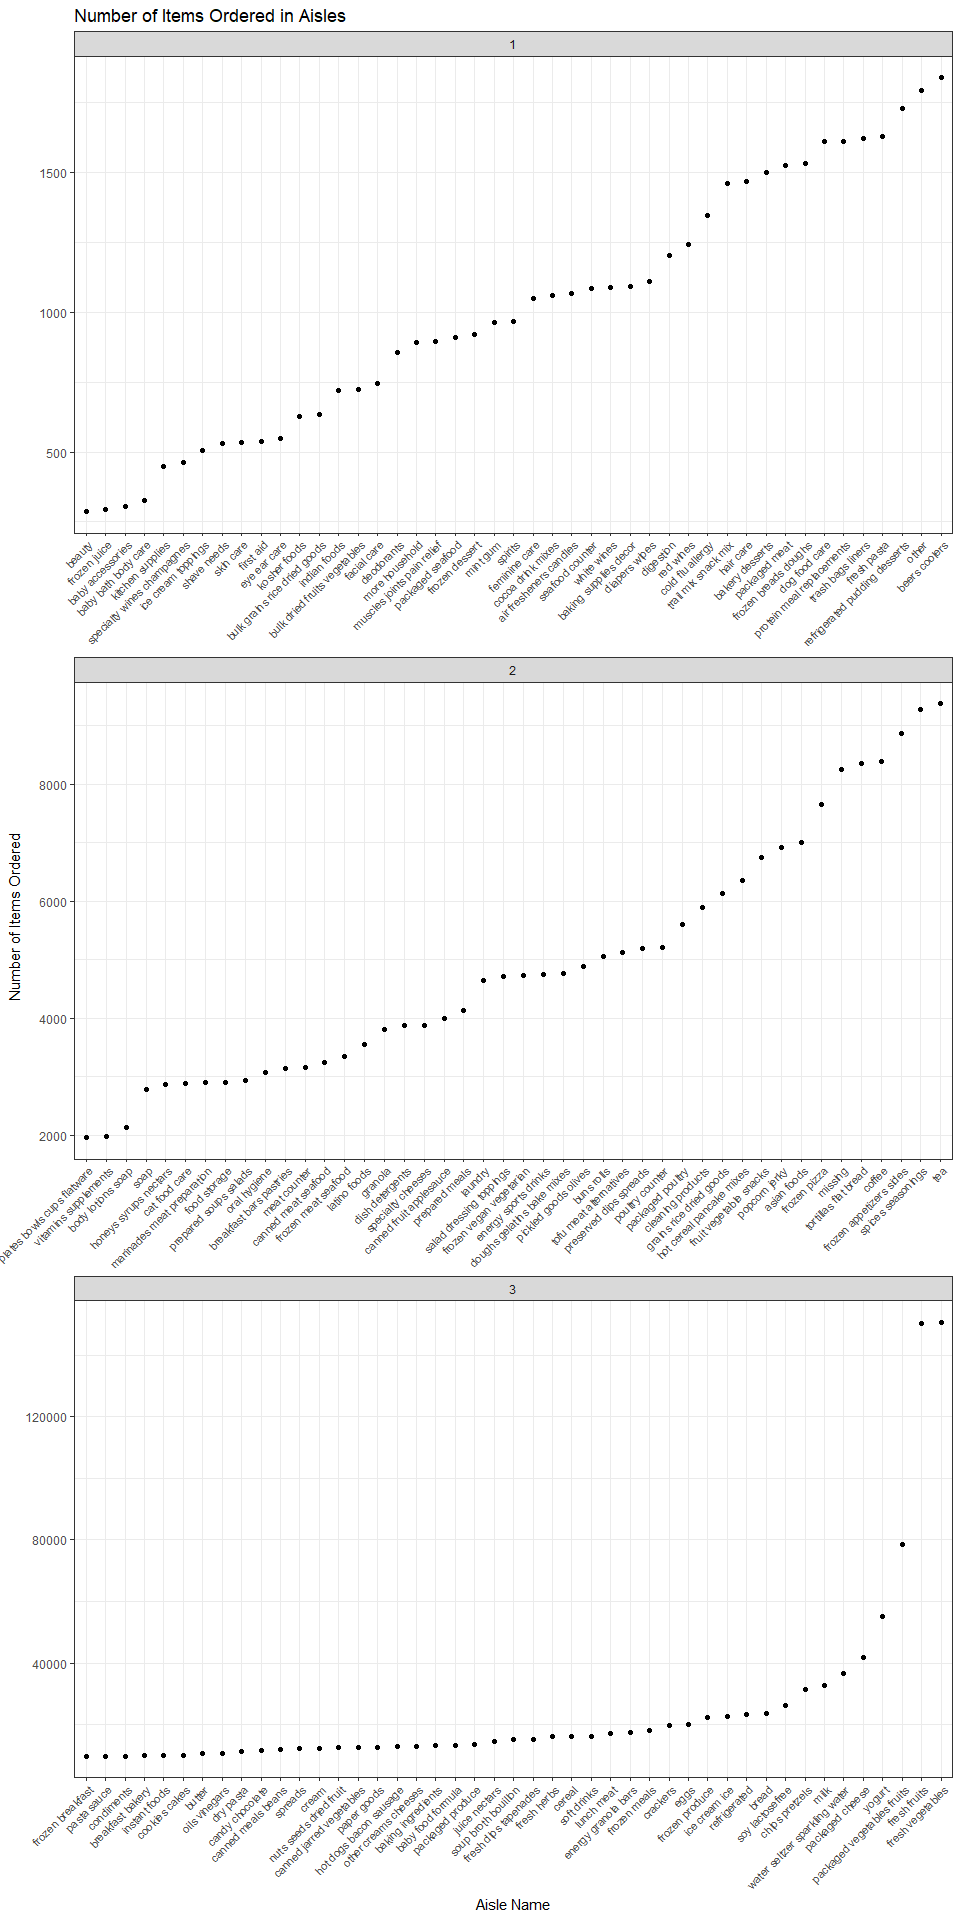 Number of Items Ordered in Aisles
1
1500
1000
500
beauty
frozen juice
baby accessories
baby bath body care
kitchen supplies
specialty wines champagnes
ice cream toppings
shave needs
skin care
first aid
eye ear care
kosher foods
bulk grains rice dried goods
indian foods
bulk dried fruits vegetables
facial care
deodorants
more household
muscles joints pain relief
packaged seafood
frozen dessert
mint gum
spirits
feminine care
cocoa drink mixes
air fresheners candles
seafood counter
white wines
baking supplies decor
diapers wipes
digestion
red wines
cold flu allergy
trail mix snack mix
hair care
bakery desserts
packaged meat
frozen breads doughs
dog food care
protein meal replacements
trash bags liners
fresh pasta
refrigerated pudding desserts
other
beers coolers
2
Number of Items Ordered
8000
6000
4000
2000
plates bowls cups flatware
vitamins supplements
body lotions soap
soap
honeys syrups nectars
cat food care
marinades meat preparation
food storage
prepared soups salads
oral hygiene
breakfast bars pastries
meat counter
canned meat seafood
frozen meat seafood
latino foods
granola
dish detergents
specialty cheeses
canned fruit applesauce
prepared meals
laundry
salad dressing toppings
frozen vegan vegetarian
energy sports drinks
doughs gelatins bake mixes
pickled goods olives
buns rolls
tofu meat alternatives
preserved dips spreads
poultry counter
packaged poultry
cleaning products
grains rice dried goods
hot cereal pancake mixes
fruit vegetable snacks
popcorn jerky
asian foods
frozen pizza
missing
tortillas flat bread
coffee
frozen appetizers sides
spices seasonings
tea
3
120000
80000
40000
frozen breakfast
pasta sauce
condiments
breakfast bakery
instant foods
cookies cakes
butter
oils vinegars
dry pasta
candy chocolate
canned meals beans
spreads
cream
nuts seeds dried fruit
canned jarred vegetables
paper goods
hot dogs bacon sausage
other creams cheeses
baking ingredients
baby food formula
packaged produce
juice nectars
soup broth bouillon
fresh dips tapenades
fresh herbs
cereal
soft drinks
lunch meat
energy granola bars
frozen meals
crackers
eggs
frozen produce
ice cream ice
refrigerated
bread
soy lactosefree
chips pretzels
milk
water seltzer sparkling water
packaged cheese
yogurt
packaged vegetables fruits
fresh fruits
fresh vegetables
Aisle Name